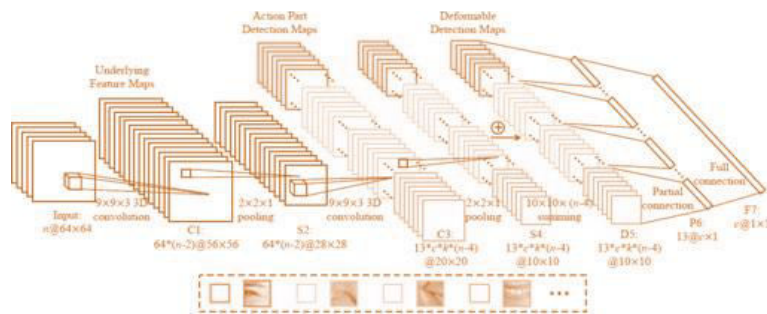 Action Part
Detection Maps
Deformable
Detection Maps
Underlying
Feature Maps
Input:
n@64×64
9×9×3 3D
convolution
C1:
64*(n-2)@56×56
2×2×1
pooling
S2:
64*(n-2)@28×28
9×9×3 3D
convolution
C3:
13*c*k*(n-4)
@20×20
2×2×1
pooling
S4:
13*c*k*(n-4)
@10×10
10×10×(n-4)
summing
D5:
13*c*k*(n-4)
@10×10
Partial
connection
P6:
13@c×1
Full
connection
F7: